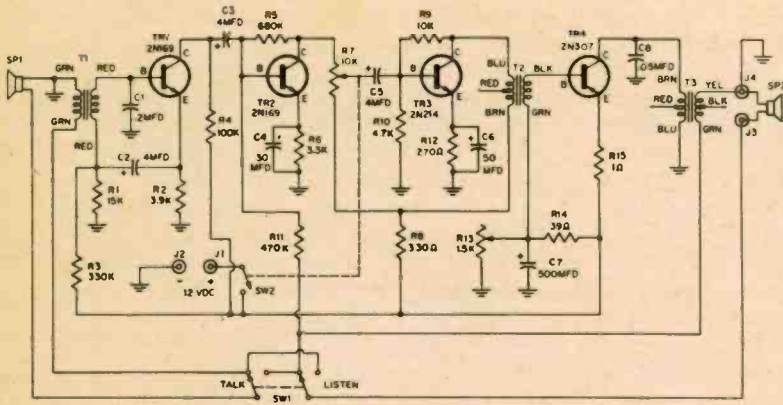 SP1
T1
GRN
RED
GRN
RED
C1
.2MFD
C2
4MFD
R1
15K
R2
3.9K
R3
330K
TR1
2N169
B
C
E
C3
4MFD
R4
100K
R5
680K
TR2
2N169
B
C
E
C4
30
MFD
R6
3.3K
R11
470K
R7
10K
C5
4MFD
R9
10K
TR3
2N214
B
C
E
R10
4.7K
R12
270Ω
C6
50
MFD
R8
330Ω
BLU
RED
T2
BLK
GRN
BRN
R13
1.5K
R14
39Ω
C7
500MFD
TR4
2N307
B
C
E
R15
1Ω
C8
.05MFD
T3
BRN
RED
BLU
YEL
BLK
GRN
J4
J3
SP2
J2
J1
-
+
12 VDC
SW2
TALK
LISTEN
SW1